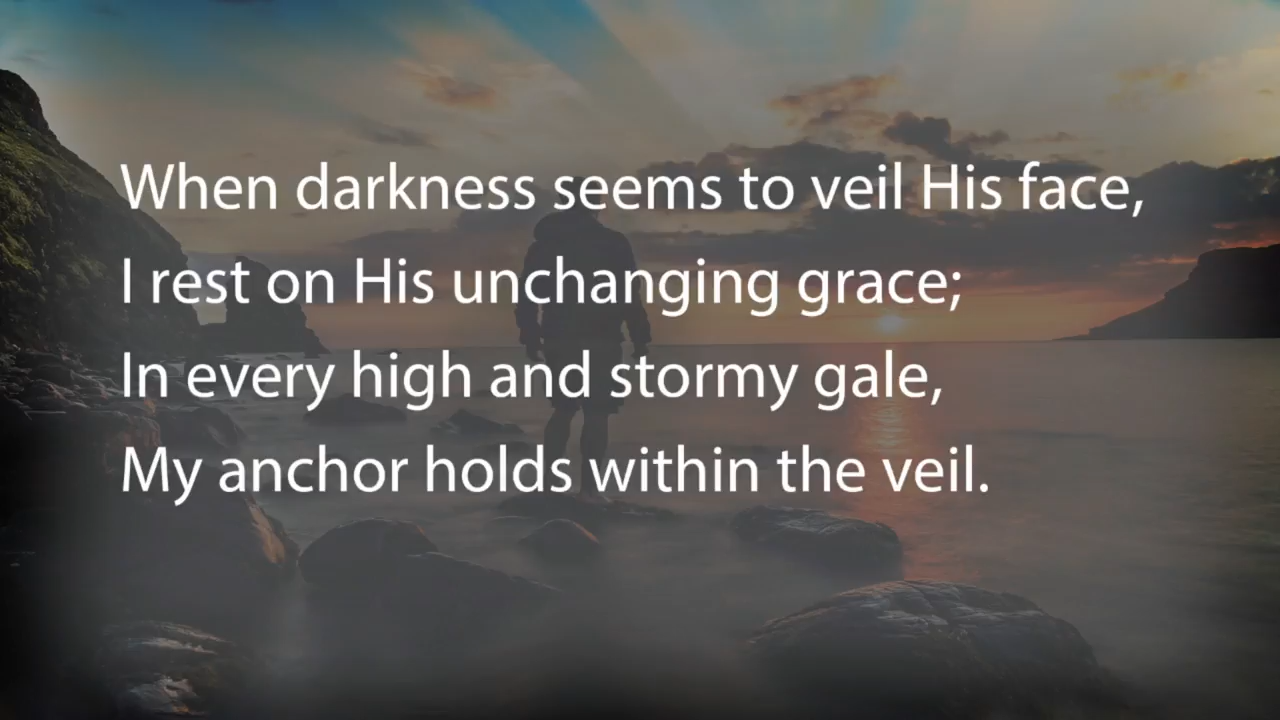 When darkness seems to veil His face,
I rest on His unchanging grace;
In every high and stormy gale,
My anchor holds within the veil.